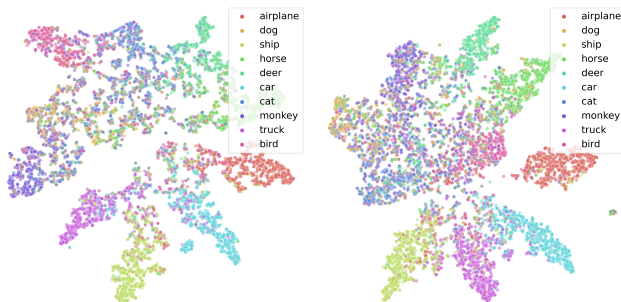 airplane
dog
ship
horse
deer
car
cat
monkey
truck
bird
airplane
dog
ship
horse
deer
car
cat
monkey
truck
bird